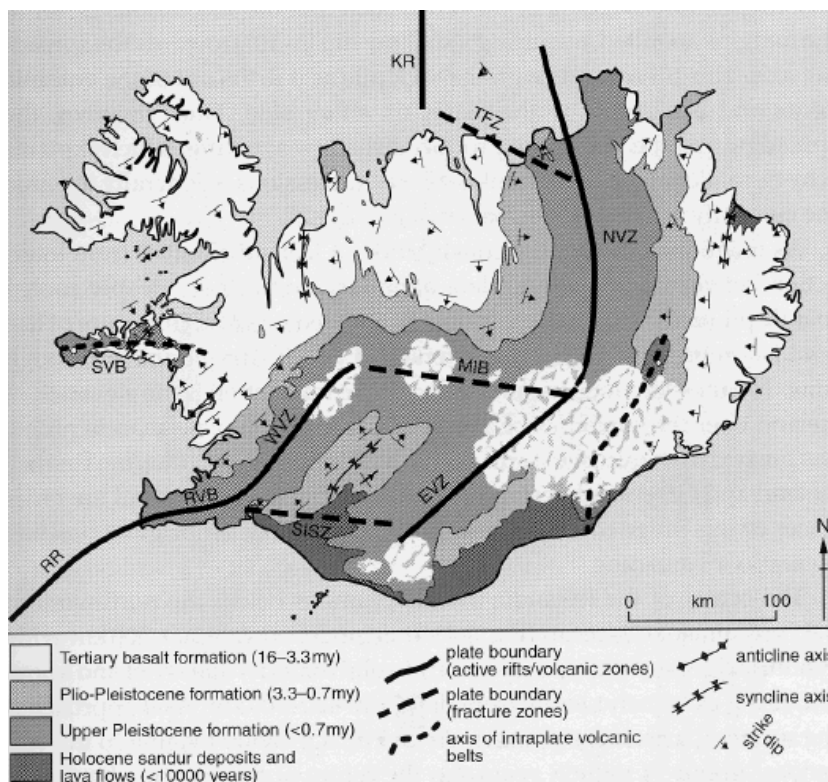 KR
TFZ
NVZ
SVB
MIB
WVZ
EVZ
RVB
SISZ
RR
N
0 km 100
Tertiary basalt formation (16–3.3my)
Plio-Pleistocene formation (3.3–0.7my)
Upper Pleistocene formation (<0.7my)
Holocene sandur deposits and
lava flows (<10000 years)
plate boundary
(active rifts/volcanic zones)
plate boundary
(fracture zones)
axis of intraplate volcanic
belts
anticline axis
syncline axis
strike
dip